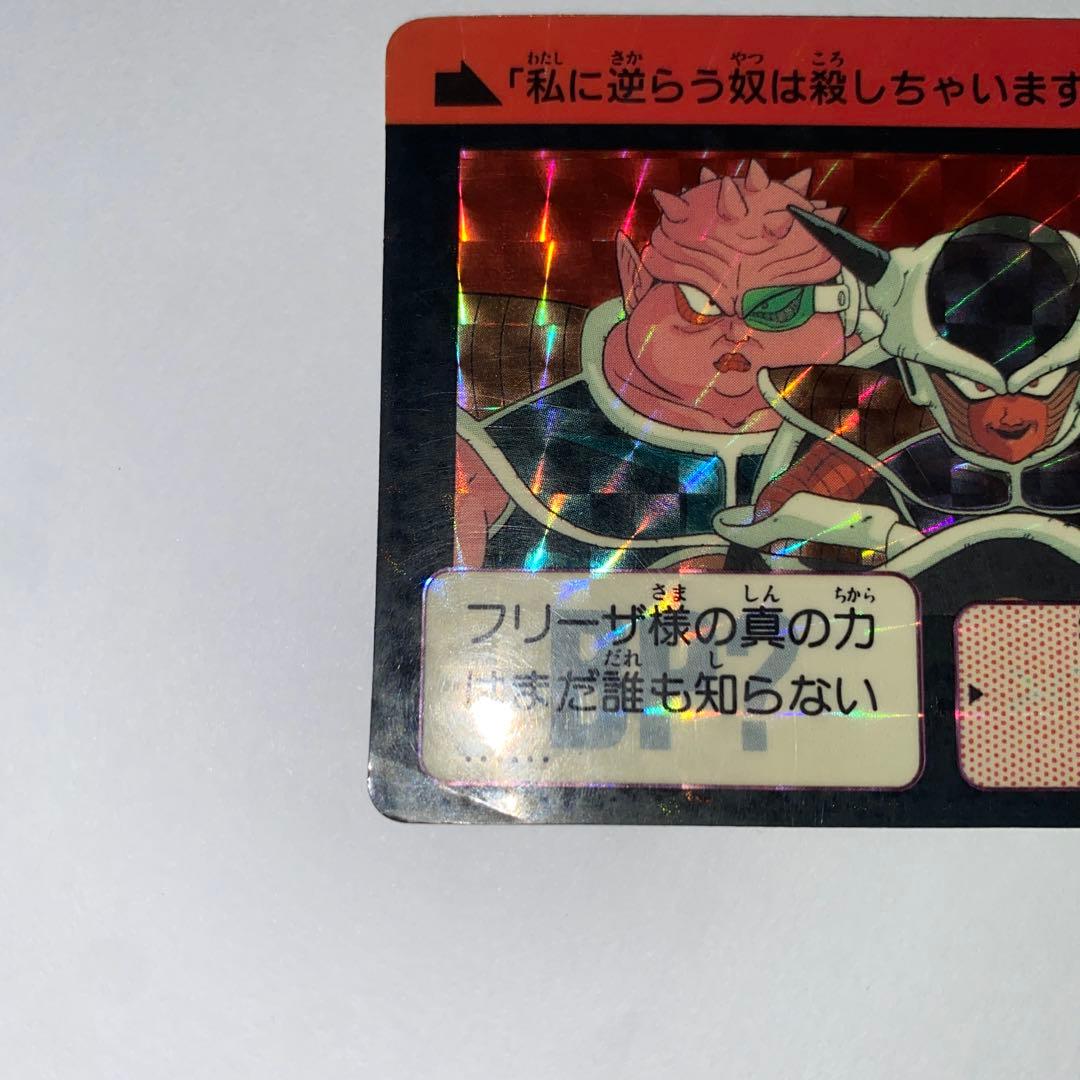 「私に逆らう奴は殺しちゃいます
フリーザ様の真の力
はまだ誰も知らない
……
BP?